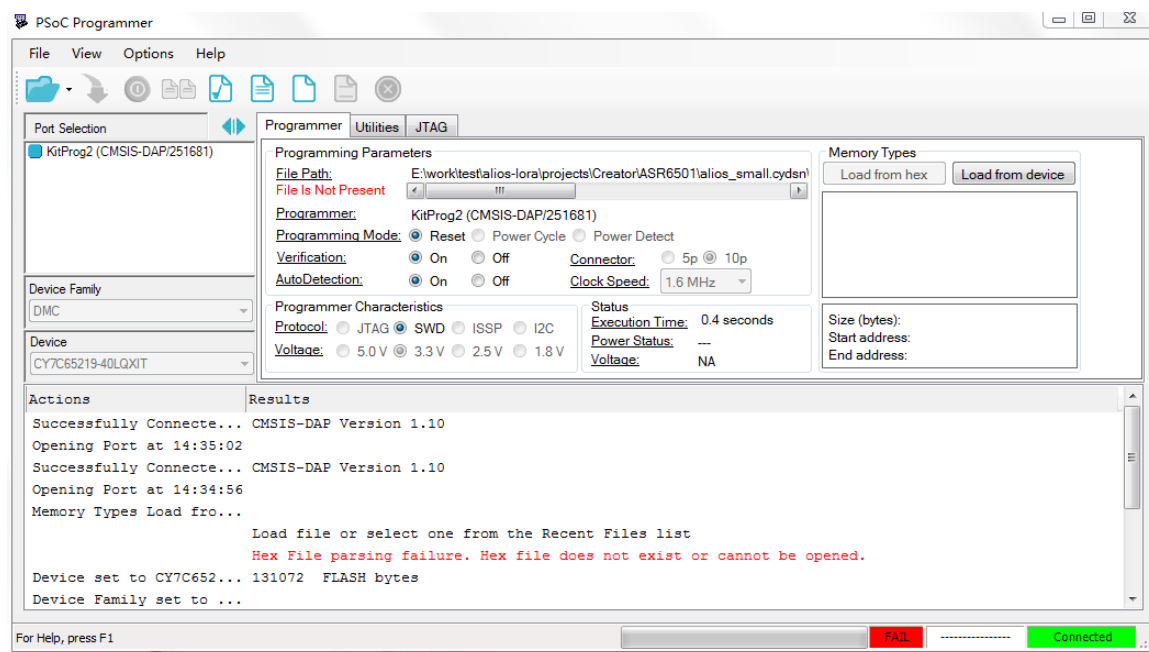 PSoC Programmer
File View Options Help
Port Selection
KitProg2 (CMSIS-DAP/251681)
Device Family
DMC
Device
CY7C65219-40LQXIT
Programmer Utilities JTAG
Programming Parameters
File Path: E:\work\test\alios-lora\projects\Creator\ASR6501\alios_small.cydsn\
File Is Not Present
Programmer: KitProg2 (CMSIS-DAP/251681)
Programming Mode: Reset Power Cycle Power Detect
Verification: On Off Connector: 5p 10p
AutoDetection: On Off Clock Speed: 1.6 MHz
Programmer Characteristics
Protocol: JTAG SWD ISSP I2C
Voltage: 5.0 V 3.3 V 2.5 V 1.8 V
Status
Execution Time: 0.4 seconds
Power Status: ---
Voltage: NA
Memory Types
Load from hex Load from device
Size (bytes):
Start address:
End address:
Actions Results
Successfully Connecte... CMSIS-DAP Version 1.10
Opening Port at 14:35:02
Successfully Connecte... CMSIS-DAP Version 1.10
Opening Port at 14:34:56
Memory Types Load fro...
Load file or select one from the Recent Files list
Hex File parsing failure. Hex file does not exist or cannot be opened.
Device set to CY7C652... 131072 FLASH bytes
Device Family set to ...
For Help, press F1 FAIL ---------------- Connected